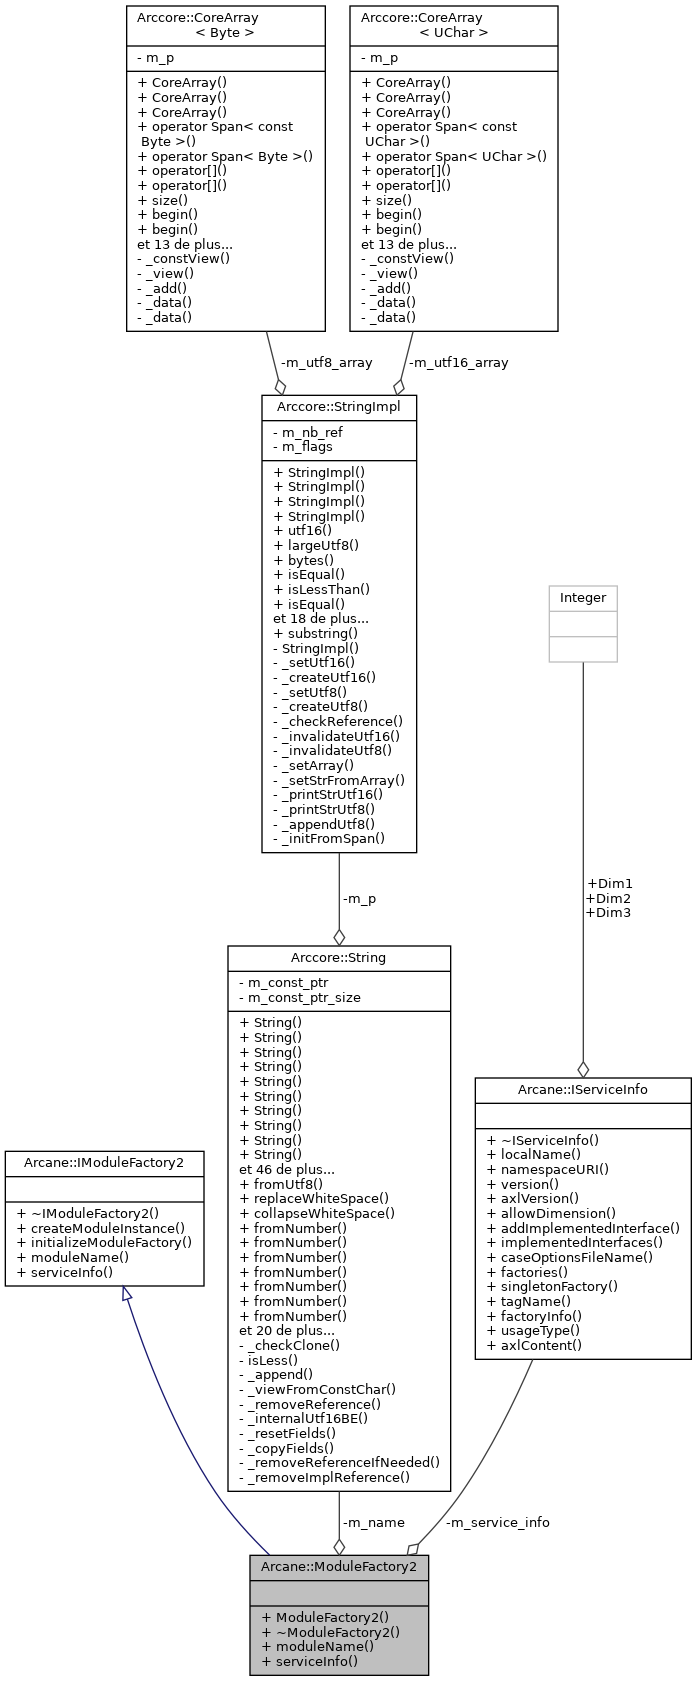 Arccore::CoreArray
< Byte >
- m_p
+ CoreArray()
+ CoreArray()
+ CoreArray()
+ operator Span< const
Byte >()
+ operator Span< Byte >()
+ operator[]()
+ operator[]()
+ size()
+ begin()
+ begin()
et 13 de plus...
- _constView()
- _view()
- _add()
- _data()
- _data()
Arccore::CoreArray
< UChar >
- m_p
+ CoreArray()
+ CoreArray()
+ CoreArray()
+ operator Span< const
UChar >()
+ operator Span< UChar >()
+ operator[]()
+ operator[]()
+ size()
+ begin()
+ begin()
et 13 de plus...
- _constView()
- _view()
- _add()
- _data()
- _data()
-m_utf8_array
-m_utf16_array
Arccore::StringImpl
- m_nb_ref
- m_flags
+ StringImpl()
+ StringImpl()
+ StringImpl()
+ StringImpl()
+ utf16()
+ largeUtf8()
+ bytes()
+ isEqual()
+ isLessThan()
+ isEqual()
et 18 de plus...
+ substring()
- StringImpl()
- _setUtf16()
- _createUtf16()
- _setUtf8()
- _createUtf8()
- _checkReference()
- _invalidateUtf16()
- _invalidateUtf8()
- _setArray()
- _setStrFromArray()
- _printStrUtf16()
- _printStrUtf8()
- _appendUtf8()
- _initFromSpan()
Integer
-m_p
+Dim1
+Dim2
+Dim3
Arccore::String
- m_const_ptr
- m_const_ptr_size
+ String()
+ String()
+ String()
+ String()
+ String()
+ String()
+ String()
+ String()
+ String()
+ String()
et 46 de plus...
+ fromUtf8()
+ replaceWhiteSpace()
+ collapseWhiteSpace()
+ fromNumber()
+ fromNumber()
+ fromNumber()
+ fromNumber()
+ fromNumber()
+ fromNumber()
+ fromNumber()
et 20 de plus...
- _checkClone()
- isLess()
- _append()
- _viewFromConstChar()
- _removeReference()
- _internalUtf16BE()
- _resetFields()
- _copyFields()
- _removeReferenceIfNeeded()
- _removeImplReference()
Arcane::IServiceInfo
+ ~IServiceInfo()
+ localName()
+ namespaceURI()
+ version()
+ axlVersion()
+ allowDimension()
+ addImplementedInterface()
+ implementedInterfaces()
+ caseOptionsFileName()
+ factories()
+ singletonFactory()
+ tagName()
+ factoryInfo()
+ usageType()
+ axlContent()
Arcane::IModuleFactory2
+ ~IModuleFactory2()
+ createModuleInstance()
+ initializeModuleFactory()
+ moduleName()
+ serviceInfo()
-m_name
-m_service_info
Arcane::ModuleFactory2
+ ModuleFactory2()
+ ~ModuleFactory2()
+ moduleName()
+ serviceInfo()